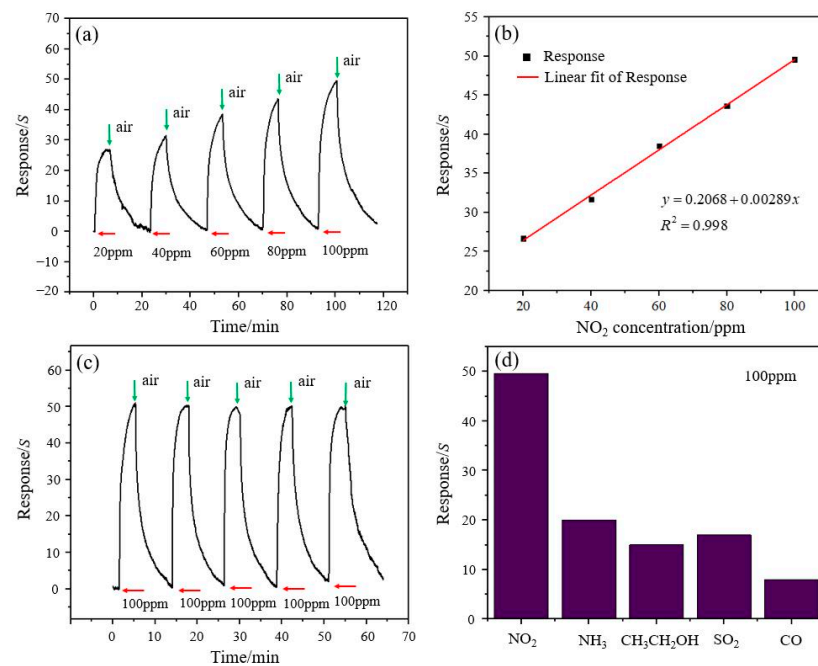 (a)
Response/S
70
60
50
40
30
20
10
0
−10
−20
air
air
air
air
air
20ppm
40ppm
60ppm
80ppm
100ppm
0
20
40
60
80
100
120
Time/min
(b)
Response/S
55
50
45
40
35
30
25
20
Response
Linear fit of Response
y = 0.2068 + 0.00289x
R² = 0.998
20
40
60
80
100
NO₂ concentration/ppm
(c)
Response/S
60
50
40
30
20
10
0
air
air
air
air
air
100ppm
100ppm
100ppm
100ppm
100ppm
0
10
20
30
40
50
60
70
Time/min
(d)
100ppm
Response/S
50
40
30
20
10
0
NO₂
NH₃
CH₃CH₂OH
SO₂
CO